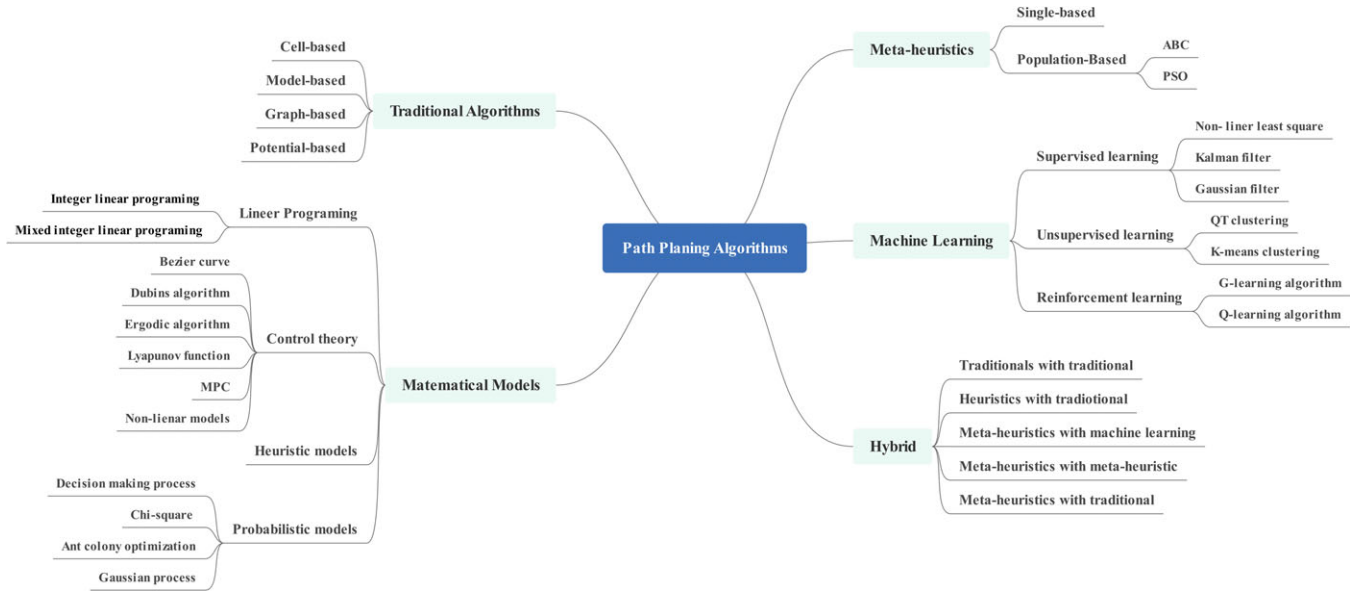 Path Planing Algorithms
Traditional Algorithms
Cell-based
Model-based
Graph-based
Potential-based
Matematical Models
Lineer Programing
Integer linear programing
Mixed integer linear programing
Control theory
Bezier curve
Dubins algorithm
Ergodic algorithm
Lyapunov function
MPC
Non-lienar models
Heuristic models
Probabilistic models
Decision making process
Chi-square
Ant colony optimization
Gaussian process
Meta-heuristics
Single-based
Population-Based
ABC
PSO
Machine Learning
Supervised learning
Non- liner least square
Kalman filter
Gaussian filter
Unsupervised learning
QT clustering
K-means clustering
Reinforcement learning
G-learning algorithm
Q-learning algorithm
Hybrid
Traditionals with traditional
Heuristics with tradiotional
Meta-heuristics with machine learning
Meta-heuristics with meta-heuristic
Meta-heuristics with traditional